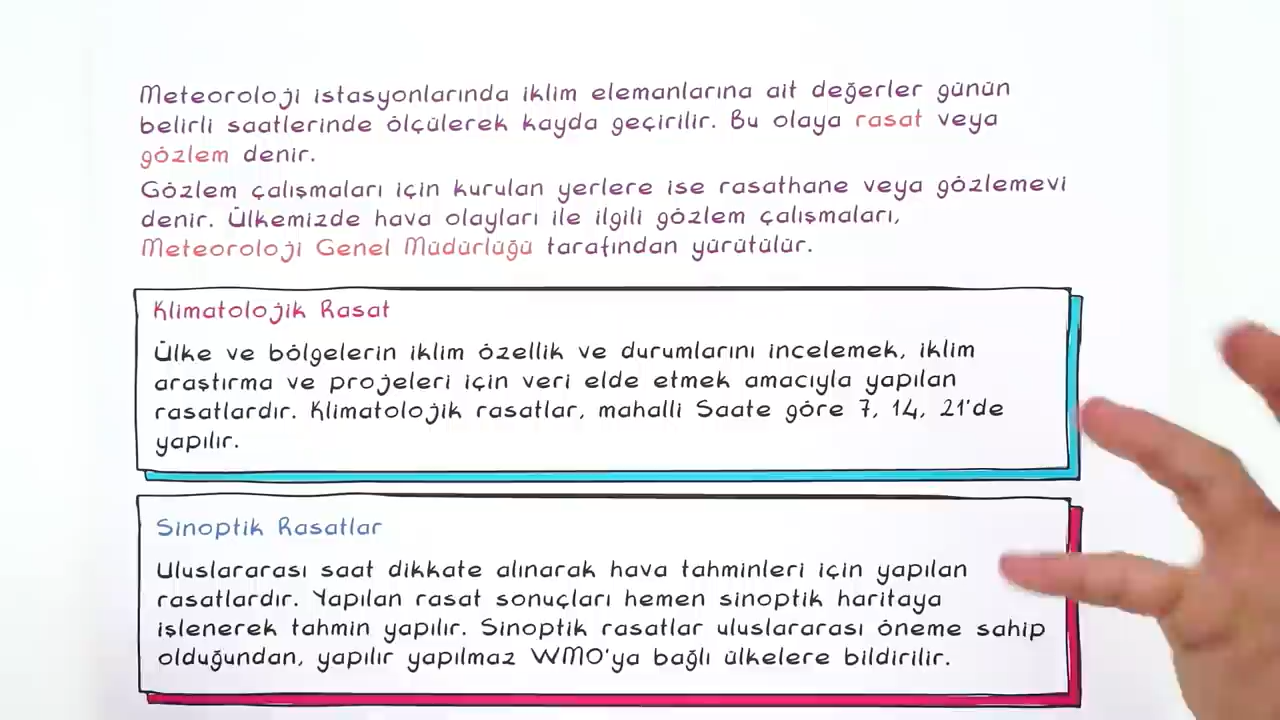 Meteoroloji istasyonlarında iklim elemanlarına ait değerler günün
belirli saatlerinde ölçülerek kayda geçirilir. Bu olaya rasat veya
gözlem denir.
Gözlem çalışmaları için kurulan yerlere ise rasathane veya gözlemevi
denir. Ülkemizde hava olayları ile ilgili gözlem çalışmaları,
Meteoroloji Genel Müdürlüğü tarafından yürütülür.
Klimatolojik Rasat
Ülke ve bölgelerin iklim özellik ve durumlarını incelemek, iklim
araştırma ve projeleri için veri elde etmek amacıyla yapılan
rasatlardır. Klimatolojik rasatlar, mahalli Saate göre 7, 14, 21'de
yapılır.
Sinoptik Rasatlar
Uluslararası saat dikkate alınarak hava tahminleri için yapılan
rasatlardır. Yapılan rasat sonuçları hemen sinoptik haritaya
işlenerek tahmin yapılır. Sinoptik rasatlar uluslararası öneme sahip
olduğundan, yapılır yapılmaz WMO'ya bağlı ülkelere bildirilir.